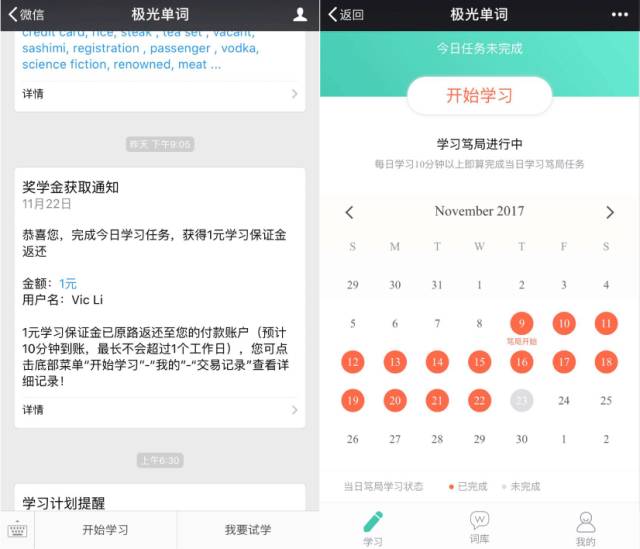 微信
极光单词
credit card, rice, steak , tea set , vacant,
sashimi, registration , passenger , vodka,
science fiction, renowned, meat ...
详情
昨天 下午9:05
奖学金获取通知
11月22日
恭喜您，完成今日学习任务，获得1元学习保证金
返还
金额：1元
用户名：Vic Li
1元学习保证金已原路返还至您的付款账户（预计
10分钟到账，最长不会超过1个工作日），您可点
击底部菜单“开始学习”-“我的”-“交易记录”查看详
细记录！
详情
上午6:30
学习计划提醒
开始学习
我要试学
返回
极光单词
今日任务未完成
开始学习
学习笃局进行中
每日学习10分钟以上即算完成当日学习笃局任务
November 2017
S M T W T F S
29 30 31 1 2 3 4
5 6 7 8 9 10 11
笃局开始
12 13 14 15 16 17 18
19 20 21 22 23 24 25
26 27 28 29 30 1 2
当日笃局学习状态
已完成
未完成
W
学习
词库
我的